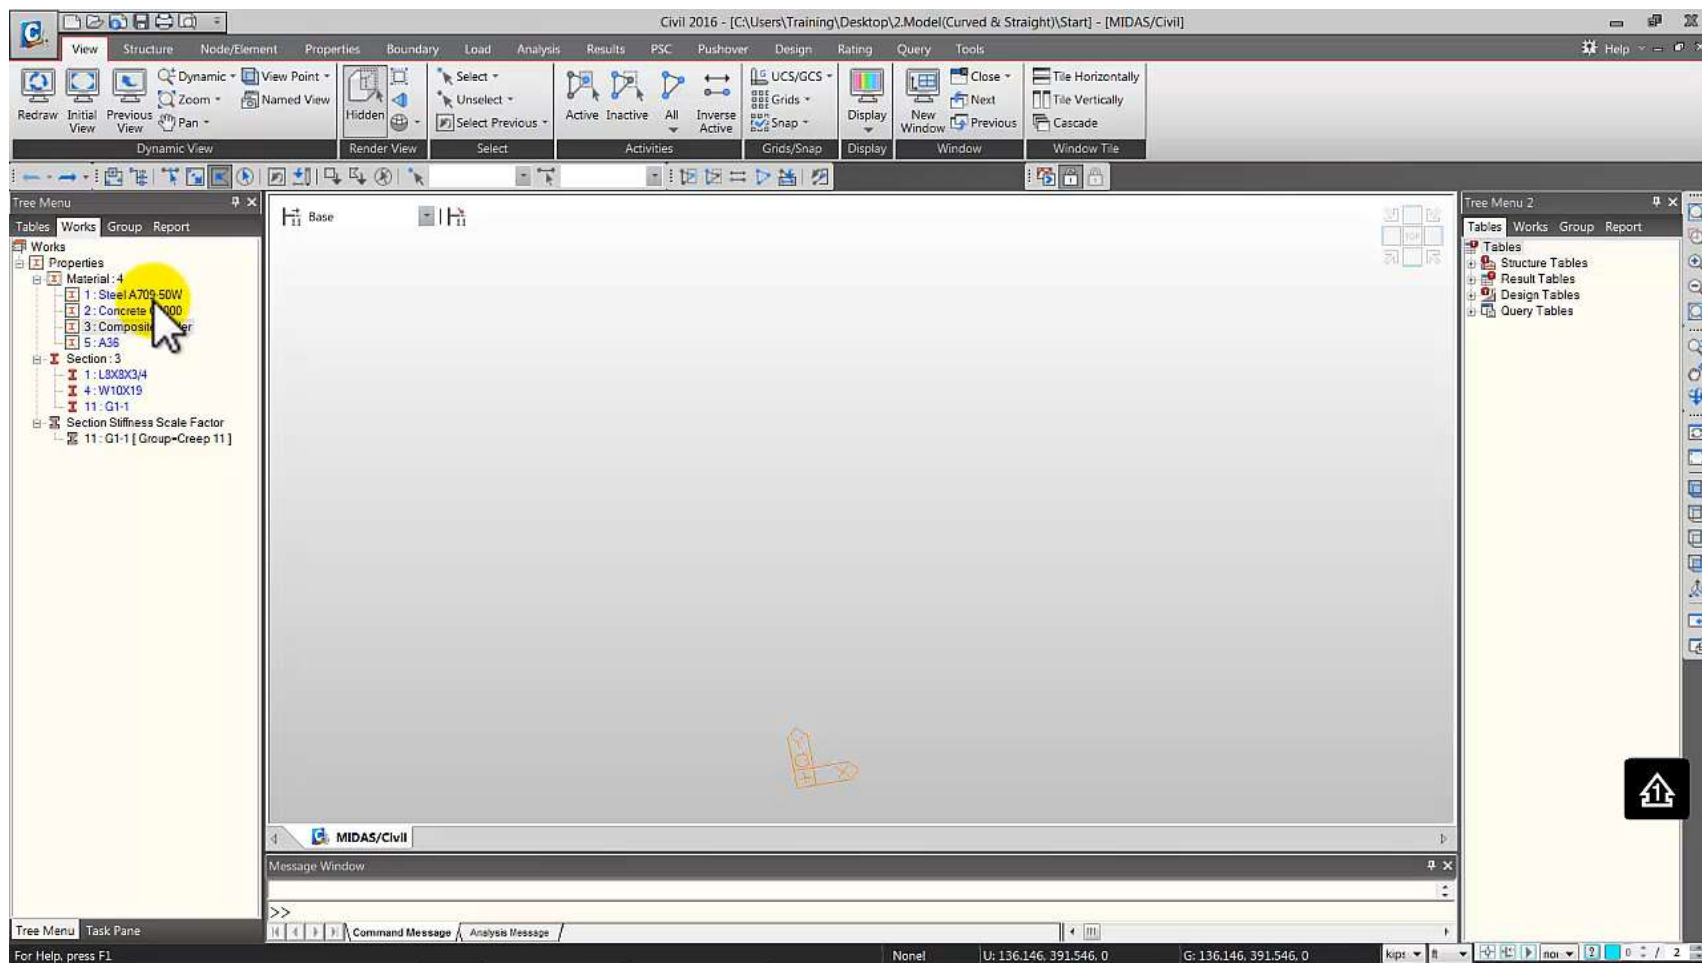 Civil 2016 - [C:\Users\Training\Desktop\2.Model(Curved & Straight)\Start] - [MIDAS/Civil]
View Structure Node/Element Properties Boundary Load Analysis Results PSC Pushover Design Rating Query Tools Help
Redraw Initial View Previous View Dynamic Zoom Pan View Point Named View
Hidden
Select Unselect Select Previous
Active Inactive All Inverse Active
UCS/GCS Grids Snap
Display
New Window Close Next Previous
Tile Horizontally Tile Vertically Cascade
Dynamic View Render View Select Activities Grids/Snap Display Window Window Tile
Tree Menu
Tables Works Group Report
Works
Properties
Material : 4
1 : Steel A709-50W
2 : Concrete
3 : Composite
5 : A36
Section : 3
1 : L8X8X3/4
4 : W10X19
11 : G1-1
Section Stiffness Scale Factor
11 : G1-1 [ Group=Creep 11 ]
Base
TOP
Tree Menu 2
Tables Works Group Report
Tables
Structure Tables
Result Tables
Design Tables
Query Tables
1
MIDAS/Civil
Message Window
>>
Command Message Analysis Message
Tree Menu Task Pane
For Help, press F1
None!
U: 136.146, 391.546, 0
G: 136.146, 391.546, 0
kips ft
2 0 / 2